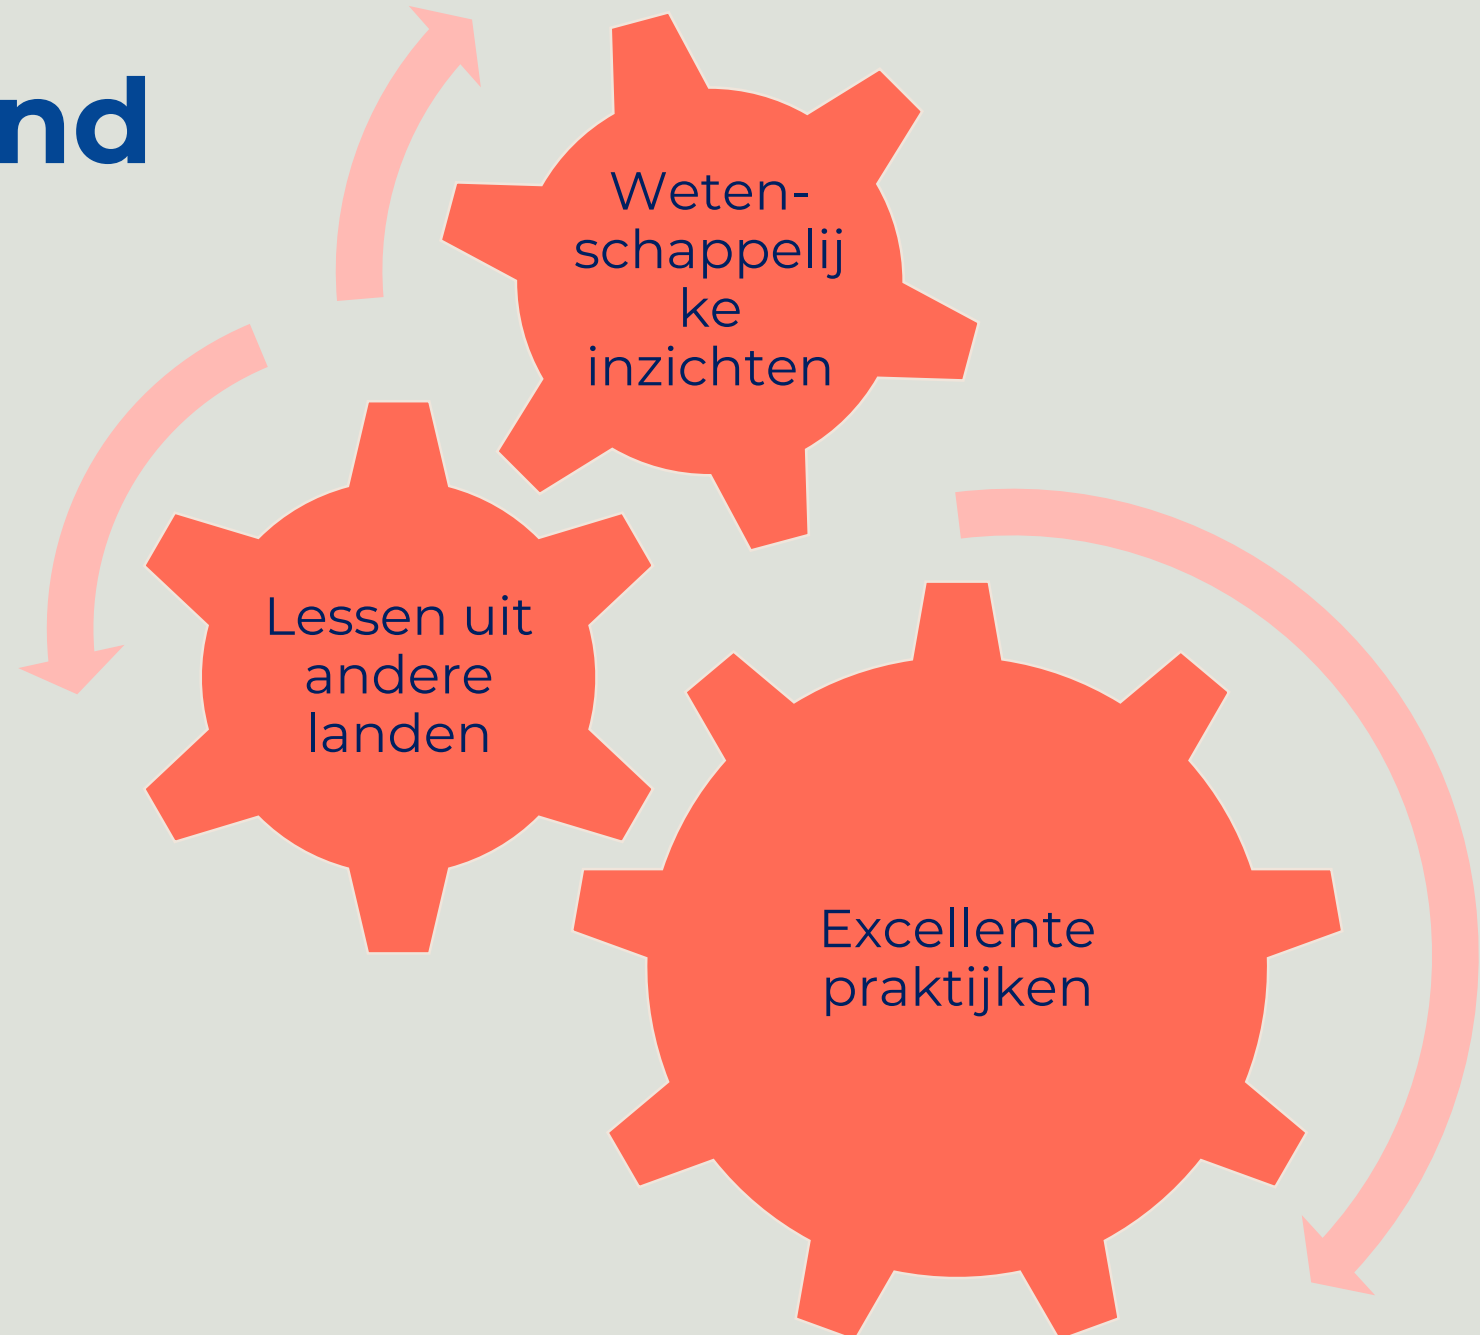 nd
Weten-
schappelij
ke
inzichten
Lessen uit
andere
landen
Excellente
praktijken